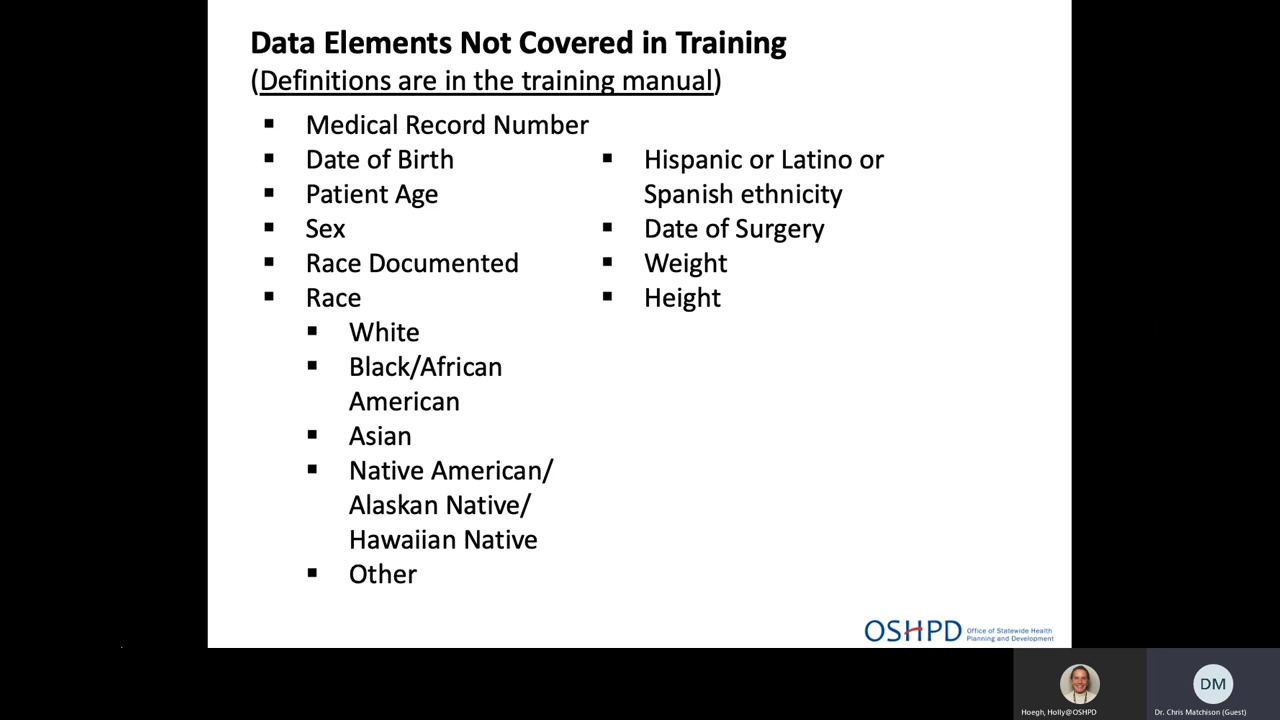 Data Elements Not Covered in Training
(Definitions are in the training manual)
Medical Record Number
Date of Birth
Patient Age
Sex
Race Documented
Race
White
Black/African
American
Asian
Native American/
Alaskan Native/
Hawaiian Native
Other
Hispanic or Latino or
Spanish ethnicity
Date of Surgery
Weight
Height
OSHPD
Office of Statewide Health
Planning and Development
Hoegh, Holly@OSHPD
DM
Dr. Chris Matchison (Guest)